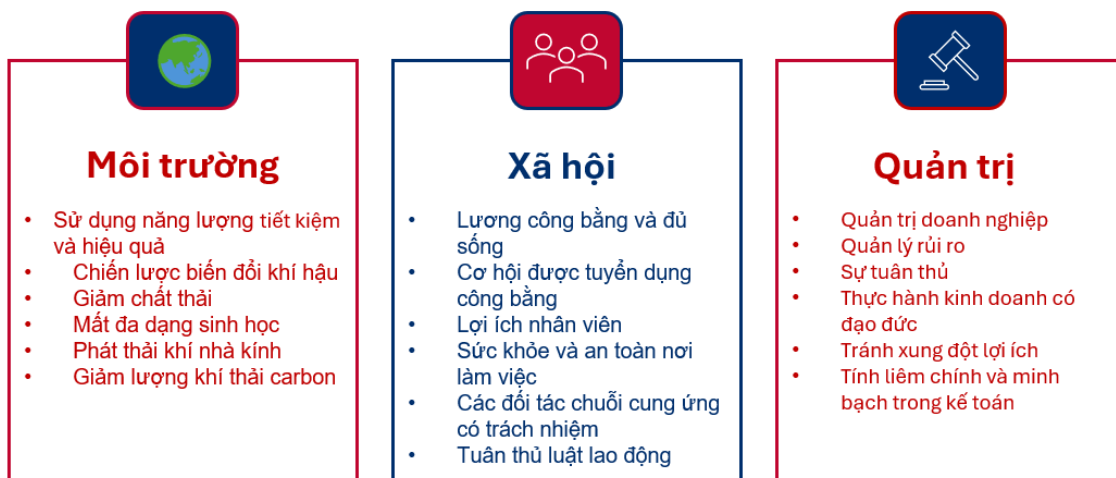 Môi trường
• Sử dụng năng lượng tiết kiệm
và hiệu quả
• Chiến lược biến đổi khí hậu
• Giảm chất thải
• Mất đa dạng sinh học
• Phát thải khí nhà kính
• Giảm lượng khí thải carbon
Xã hội
• Lương công bằng và đủ
sống
• Cơ hội được tuyển dụng
công bằng
• Lợi ích nhân viên
• Sức khỏe và an toàn nơi
làm việc
• Các đối tác chuỗi cung ứng
có trách nhiệm
• Tuân thủ luật lao động
Quản trị
• Quản trị doanh nghiệp
• Quản lý rủi ro
• Sự tuân thủ
• Thực hành kinh doanh có
đạo đức
• Tránh xung đột lợi ích
• Tính liêm chính và minh
bạch trong kế toán